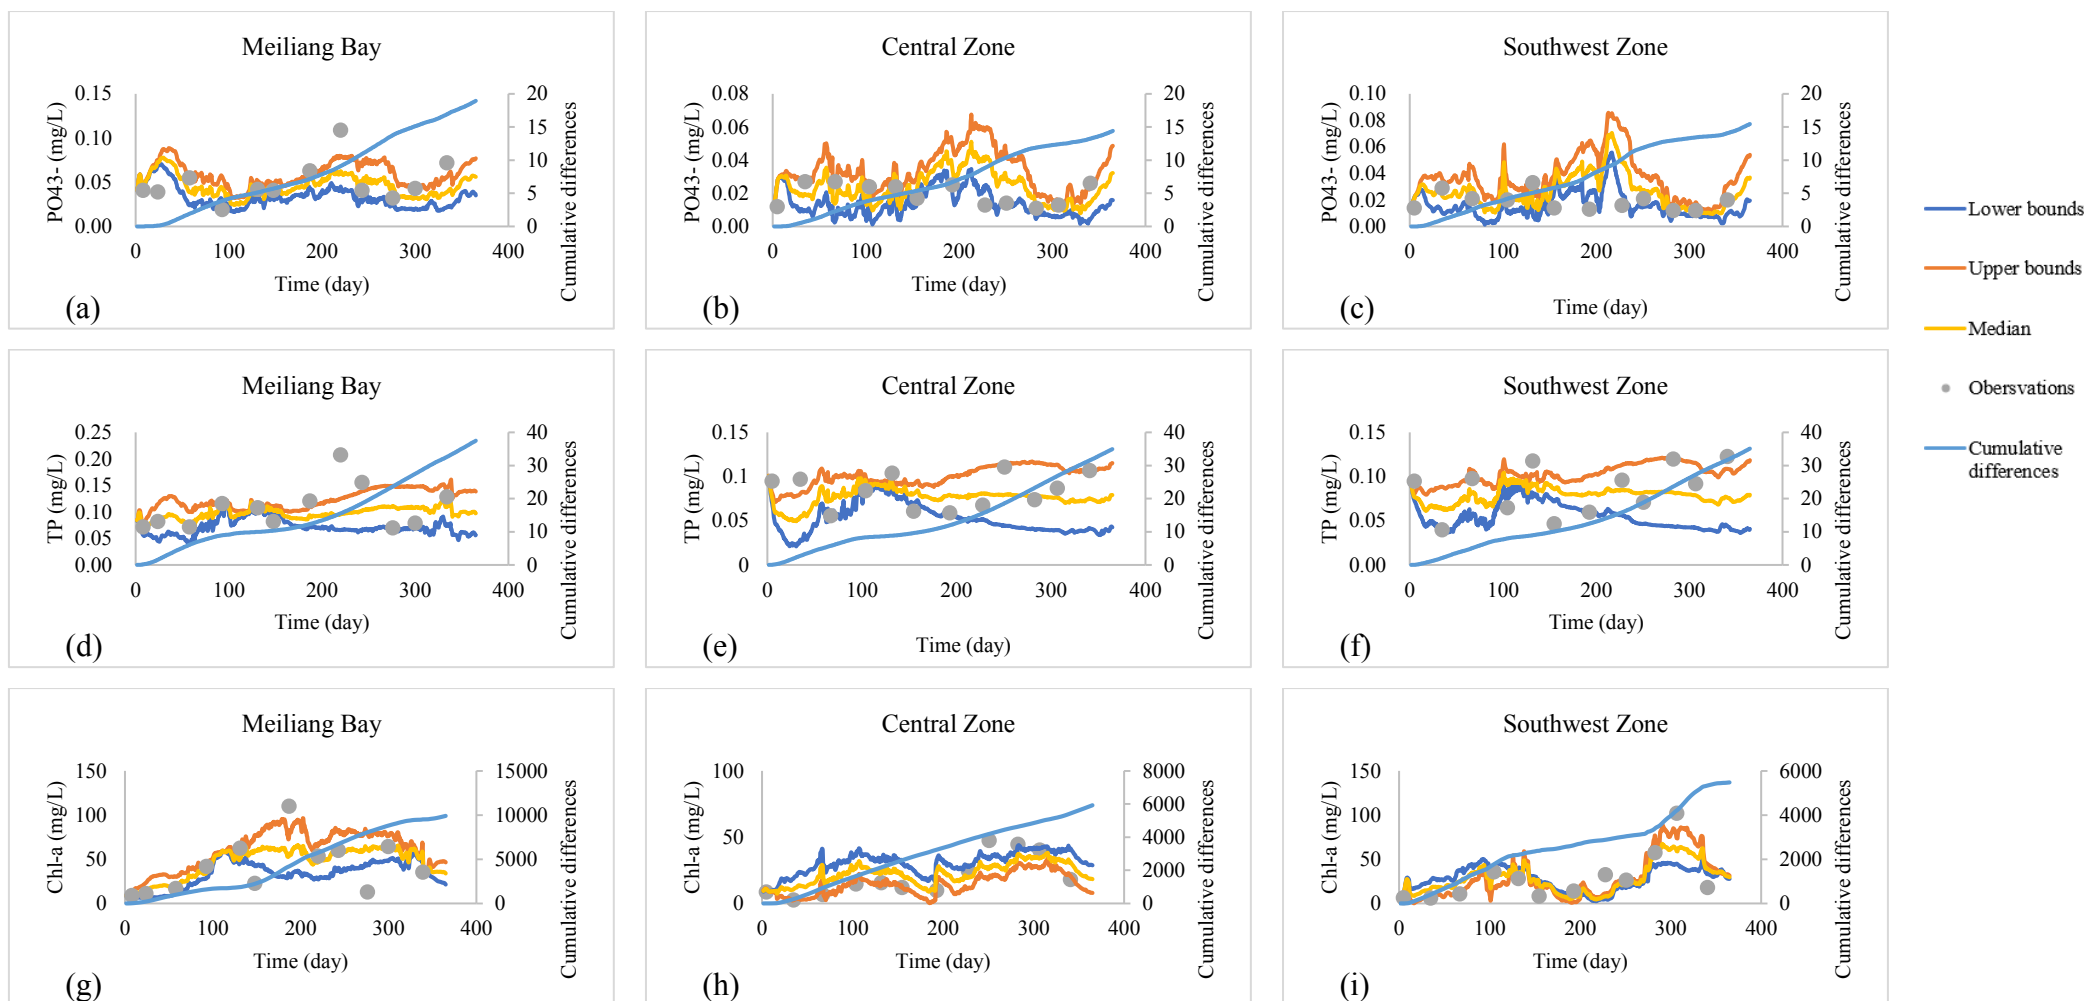 Meiliang Bay
PO43- (mg/L)
0.15
0.10
0.05
0.00
20
15
10
5
0
Cumulative differences
0 100 200 300 400
Time (day)
(a)
Central Zone
PO43- (mg/L)
0.08
0.06
0.04
0.02
0.00
20
15
10
5
0
Cumulative differences
0 100 200 300 400
Time (day)
(b)
Southwest Zone
PO43- (mg/L)
0.10
0.08
0.06
0.04
0.02
0.00
20
15
10
5
0
Cumulative differences
0 100 200 300 400
Time (day)
(c)
Meiliang Bay
TP (mg/L)
0.25
0.20
0.15
0.10
0.05
0.00
40
30
20
10
0
Cumulative differences
0 100 200 300 400
Time (day)
(d)
Central Zone
TP (mg/L)
0.15
0.1
0.05
0
40
30
20
10
0
Cumulative differences
0 100 200 300 400
Time (day)
(e)
Southwest Zone
TP (mg/L)
0.15
0.10
0.05
0.00
40
30
20
10
0
Cumulative differences
0 100 200 300 400
Time (day)
(f)
Meiliang Bay
Chl-a (mg/L)
150
100
50
0
15000
10000
5000
0
Cumulative differences
0 100 200 300 400
Time (day)
(g)
Central Zone
Chl-a (mg/L)
100
50
0
8000
6000
4000
2000
0
Cumulative differences
0 100 200 300 400
Time (day)
(h)
Southwest Zone
Chl-a (mg/L)
150
100
50
0
6000
4000
2000
0
Cumulative differences
0 100 200 300 400
Time (day)
(i)
Lower bounds
Upper bounds
Median
Obersvations
Cumulative
differences